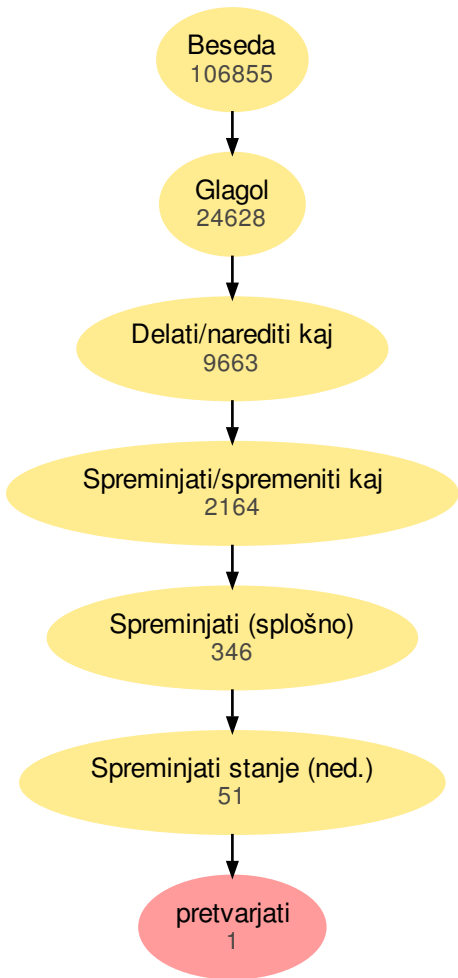 Beseda
106855
Glagol
24628
Delati/narediti kaj
9663
Spreminjati/spremeniti kaj
2164
Spreminjati (splošno)
346
Spreminjati stanje (ned.)
51
pretvarjati
1